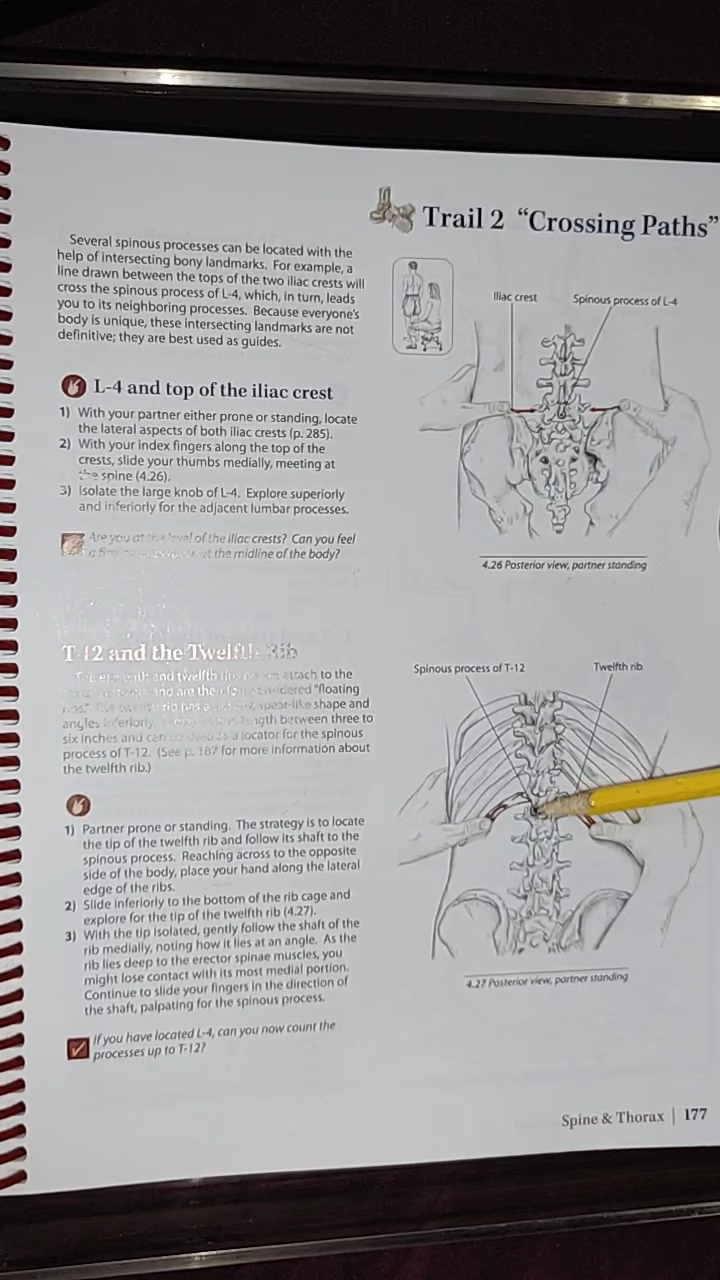 Trail 2 "Crossing Paths"
Several spinous processes can be located with the
help of intersecting bony landmarks. For example, a
line drawn between the tops of the two iliac crests will
cross the spinous process of L-4, which, in turn, leads
you to its neighboring processes. Because everyone's
body is unique, these intersecting landmarks are not
definitive; they are best used as guides.
L-4 and top of the iliac crest
1) With your partner either prone or standing, locate
the lateral aspects of both iliac crests (p. 285).
2) With your index fingers along the top of the
crests, slide your thumbs medially, meeting at
the spine (4.26).
3) Isolate the large knob of L-4. Explore superiorly
and inferiorly for the adjacent lumbar processes.
Are you at the level of the iliac crests? Can you feel
at the midline of the body?
Iliac crest
Spinous process of L-4
4.26 Posterior view, partner standing
T-12 and the Twelfth Rib
and twelfth attach to the
and are "floating
spear-like shape and
angles inferiorly. length between three to
six inches and can a locator for the spinous
process of T-12. (See p. 187 for more information about
the twelfth rib.)
1) Partner prone or standing. The strategy is to locate
the tip of the twelfth rib and follow its shaft to the
spinous process. Reaching across to the opposite
side of the body, place your hand along the lateral
edge of the ribs.
2) Slide inferiorly to the bottom of the rib cage and
explore for the tip of the twelfth rib (4.27).
3) With the tip isolated, gently follow the shaft of the
rib medially, noting how it lies at an angle. As the
rib lies deep to the erector spinae muscles, you
might lose contact with its most medial portion.
Continue to slide your fingers in the direction of
the shaft, palpating for the spinous process.
If you have located L-4, can you now count the
processes up to T-12?
Spinous process of T-12
Twelfth rib
4.27 Posterior view, partner standing
Spine & Thorax | 177